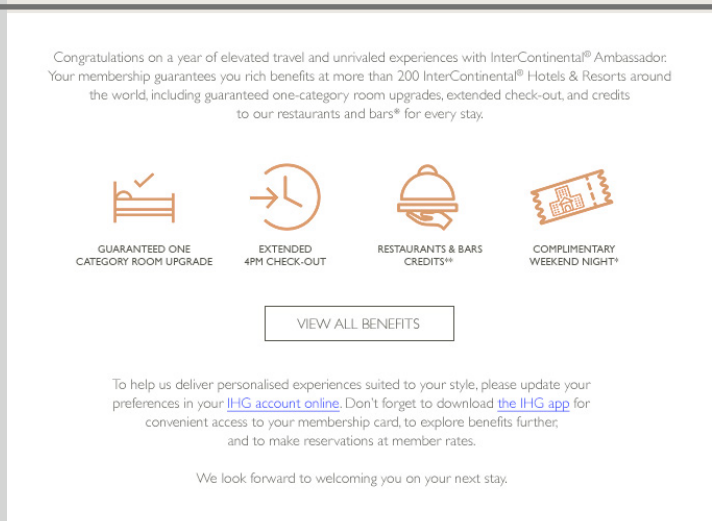 Congratulations on a year of elevated travel and unrivaled experiences with InterContinental® Ambassador.
Your membership guarantees you rich benefits at more than 200 InterContinental® Hotels & Resorts around
the world, including guaranteed one-category room upgrades, extended check-out, and credits
to our restaurants and bars* for every stay.
GUARANTEED ONE
CATEGORY ROOM UPGRADE
EXTENDED
4PM CHECK-OUT
RESTAURANTS & BARS
CREDITS**
COMPLIMENTARY
WEEKEND NIGHT*
VIEW ALL BENEFITS
To help us deliver personalised experiences suited to your style, please update your
preferences in your IHG account online. Don't forget to download the IHG app for
convenient access to your membership card, to explore benefits further,
and to make reservations at member rates.
We look forward to welcoming you on your next stay.